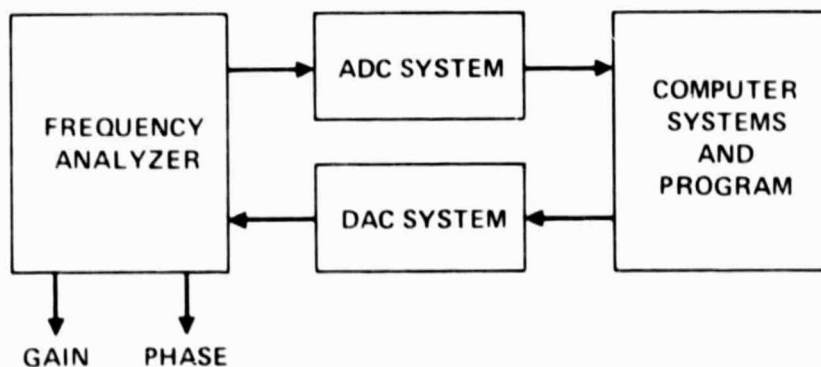 FREQUENCY
ANALYZER
ADC SYSTEM
DAC SYSTEM
COMPUTER
SYSTEMS
AND
PROGRAM
GAIN
PHASE